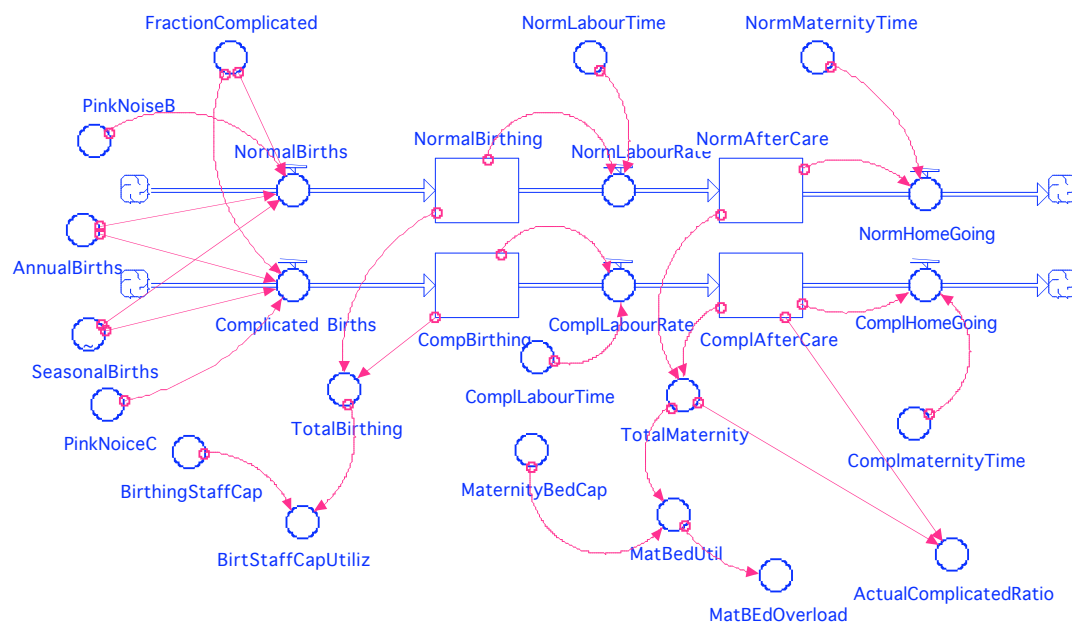 FractionComplicated
NormLabourTime
NormMaternityTime
PinkNoiseB
NormalBirthing
NormAfterCare
NormalBirths
NormLabourRate
NormHomeGoing
AnnualBirths
Complicated Births
ComplLabourRate
ComplHomeGoing
CompBirthing
ComplAfterCare
~
SeasonalBirths
ComplLabourTime
TotalBirthing
TotalMaternity
PinkNoiceC
ComplmaternityTime
BirthingStaffCap
MaternityBedCap
BirtStaffCapUtiliz
MatBedUtil
ActualComplicatedRatio
MatBEdOverload